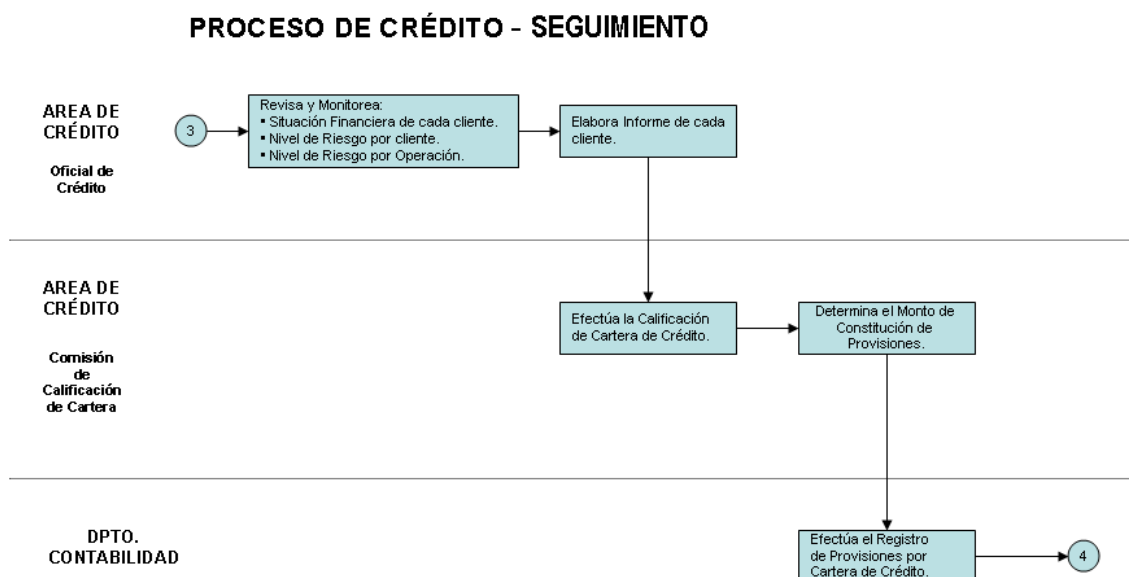 PROCESO DE CRÉDITO - SEGUIMIENTO
AREA DE
CRÉDITO
Oficial de
Crédito
3
Revisa y Monitorea:
▪ Situación Financiera de cada cliente.
▪ Nivel de Riesgo por cliente.
▪ Nivel de Riesgo por Operación.
Elabora Informe de cada
cliente.
AREA DE
CRÉDITO
Comisión
de
Calificación
de Cartera
Efectúa la Calificación
de Cartera de Crédito.
Determina el Monto de
Constitución de
Provisiones.
DPTO.
CONTABILIDAD
Efectúa el Registro
de Provisiones por
Cartera de Crédito.
4